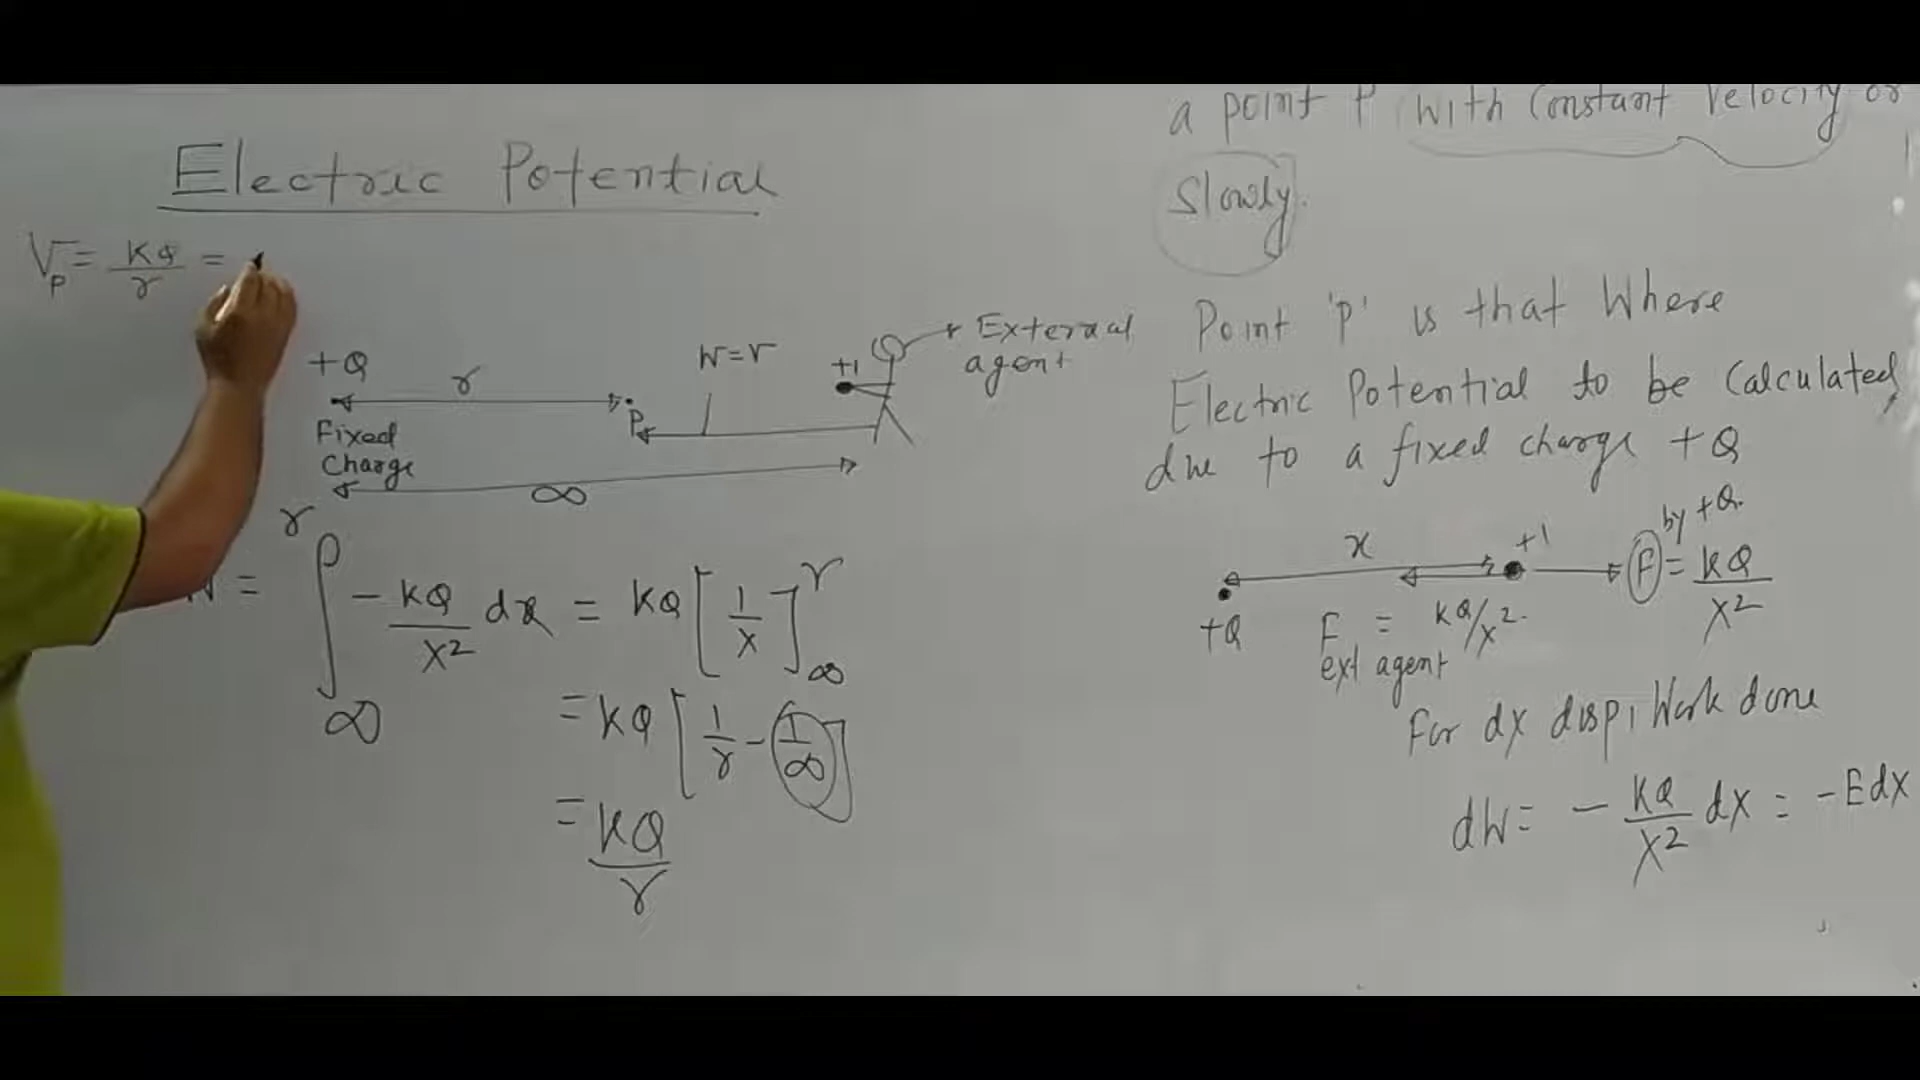 Electric Potential
Vp = KQ/r =
+Q
r
P
W=V
+1
External
agent
Fixed
Charge
∞
= ∫ r ∞ - KQ/x² dx = KQ [1/x] r ∞
= KQ [1/r - 1/∞]
= KQ/r
a point P with Constant Velocity or
Slowly.
Point 'P' is that Where
Electric Potential to be Calculated,
due to a fixed charge +Q
x
+1
F by +Q. = KQ/x²
+Q
F ext agent = KQ/x².
For dx disp, Work done
dW = - KQ/x² dx = -Edx